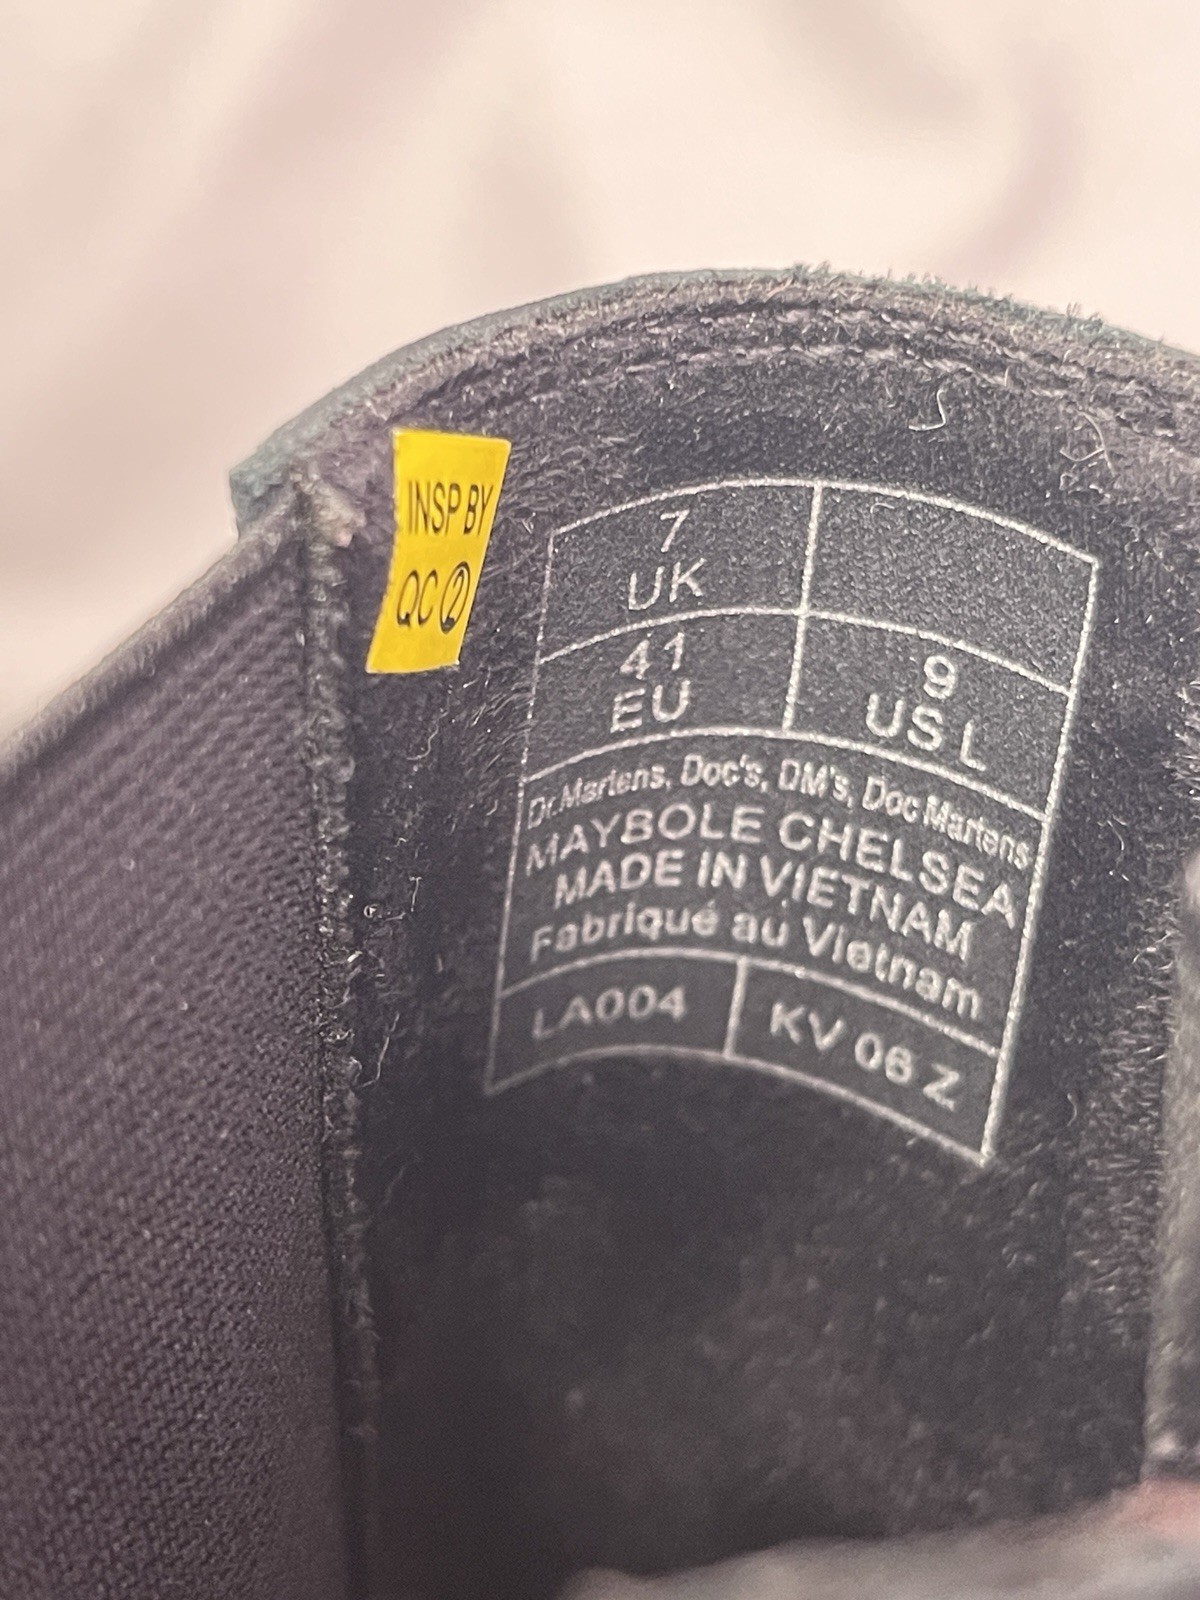 INSP BY
QC ②
7
UK
41
EU
9
US L
Dr. Martens, Doc's, DM's, Doc Martens
MAYBOLE CHELSEA
MADE IN VIETNAM
Fabriqué au Vietnam
LA004
KV 06 Z